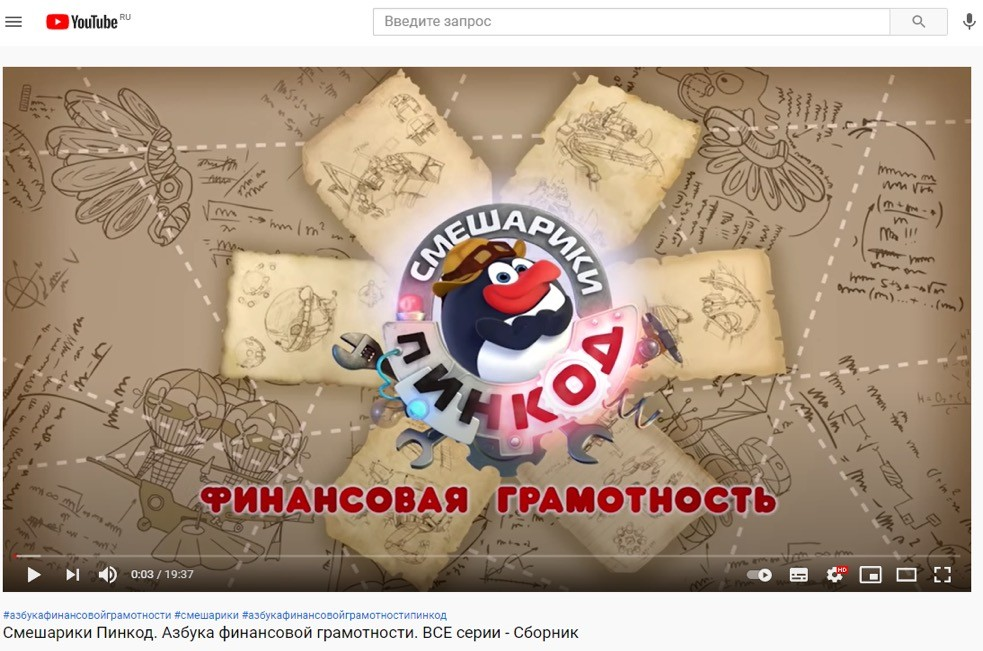 YouTube RU
Введите запрос
СМЕШАРИКИ
ПИНКОД
ФИНАНСОВАЯ ГРАМОТНОСТЬ
0:03 / 19:37
HD
#азбукафинансовойграмотности #смешарики #азбукафинансовойграмотностипинкод
Смешарики Пинкод. Азбука финансовой грамотности. ВСЕ серии - Сборник